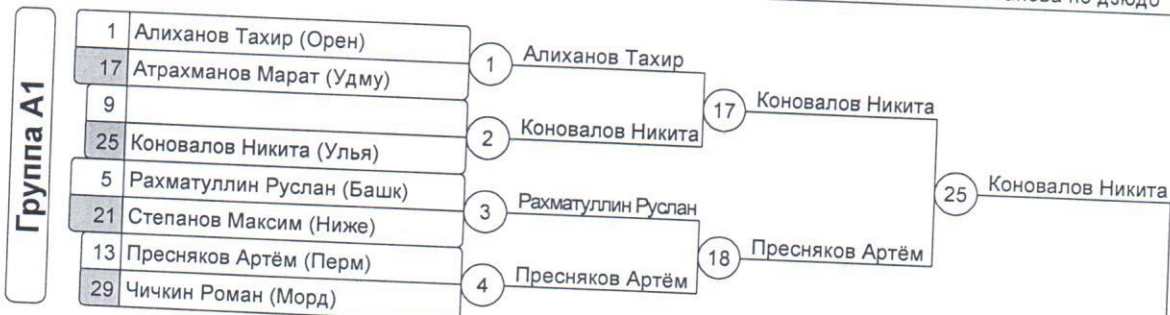 по дзюдо
Группа А1
1 Алиханов Тахир (Орен)
17 Атрахманов Марат (Удму)
9
25 Коновалов Никита (Улья)
5 Рахматуллин Руслан (Башк)
21 Степанов Максим (Ниже)
13 Пресняков Артём (Перм)
29 Чичкин Роман (Морд)
1 Алиханов Тахир
2 Коновалов Никита
3 Рахматуллин Руслан
4 Пресняков Артём
17 Коновалов Никита
18 Пресняков Артём
25 Коновалов Никита